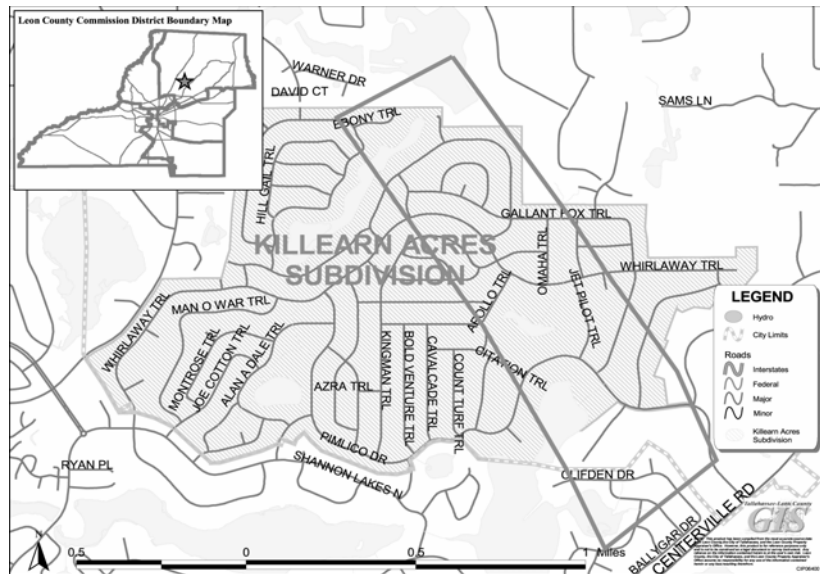 Leon County Commission District Boundary Map
WARNER DR
DAVID CT
SAMS LN
EBONY TRL
HILL GAIL TRL
GALLANT FOX TRL
KILLEARN ACRES
SUBDIVISION
OMAHA TRL
WHIRLAWAY TRL
JET PILOT TRL
APOLLO TRL
MAN O WAR TRL
WHIRLAWAY TRL
MONTROSE TRL
JOE COTTON TRL
ALAN A DALE TRL
KINGMAN TRL
BOLD VENTURE TRL
CAVALCADE TRL
COUNT TURF TRL
CITATION TRL
AZRA TRL
PIMLICO DR
RYAN PL
SHANNON LAKES N
CLIFDEN DR
BALLYGAR DR
CENTERVILLE RD
LEGEND
Hydro
City Limits
Roads
Interstates
Federal
Major
Minor
Killearn Acres
Subdivision
Tallahassee-Leon County
GIS
N
0.5 0 0.5 1
Miles